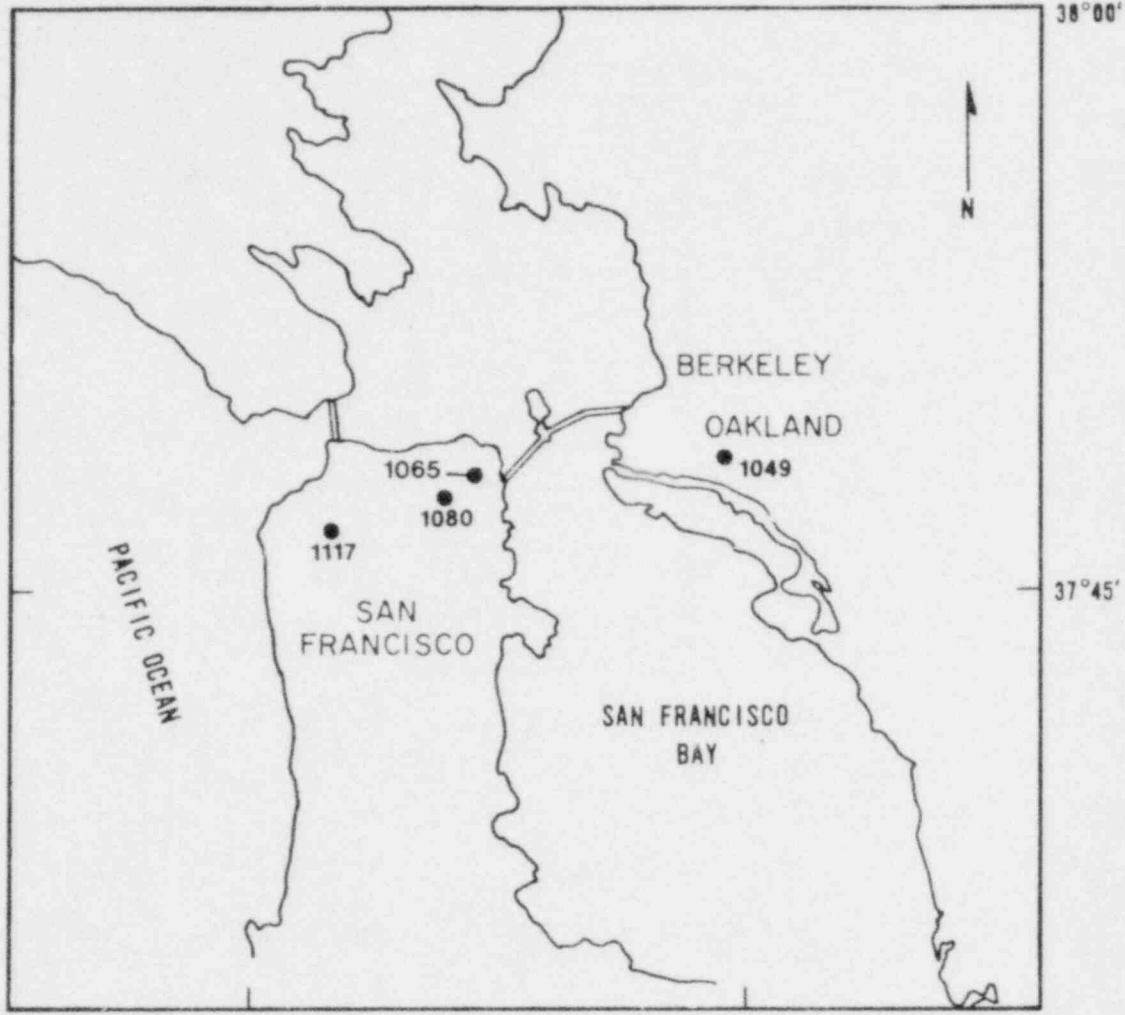 38°00'
N
BERKELEY
OAKLAND
1049
1065
1080
1117
37°45'
SAN
FRANCISCO
PACIFIC OCEAN
SAN FRANCISCO
BAY